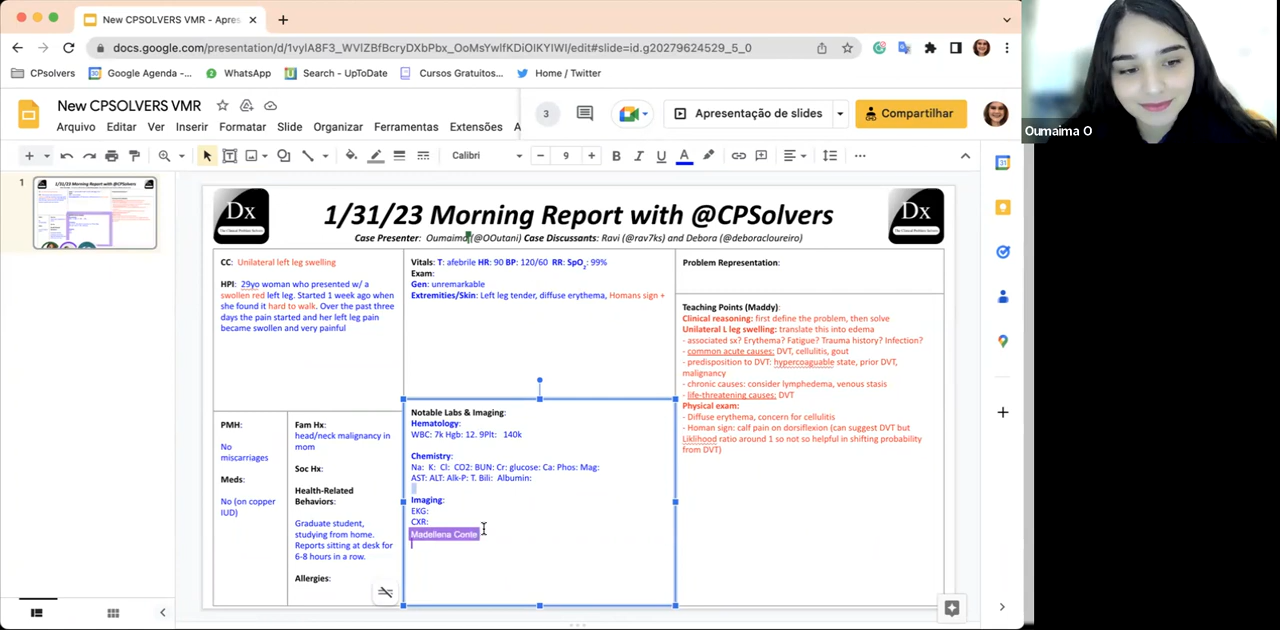 New CPSOLVERS VMR - Apres
docs.google.com/presentation/d/1vylA8F3_WVIZBfBcryDXbPbx_OoMsYwlfKDiOIKYIWI/edit#slide=id.g20279624529_5_0
CPsolvers Google Agenda -... WhatsApp Search - UpToDate Cursos Gratuitos... Home / Twitter
New CPSOLVERS VMR
Arquivo Editar Ver Inserir Formatar Slide Organizar Ferramentas Extensões A
3 Apresentação de slides Compartilhar
Calibri 9 B I U A
1
31
Dx
1/31/23 Morning Report with @CPSolvers
Dx
Case Presenter: Oumaima (@OOutani) Case Discussants: Ravi (@rav7ks) and Debora (@deboracloureiro)
CC: Unilateral left leg swelling
HPI: 29yo woman who presented w/ a
swollen red left leg. Started 1 week ago when
she found it hard to walk. Over the past three
days the pain started and her left leg pain
became swollen and very painful
Vitals: T: afebrile HR: 90 BP: 120/60 RR: SpO2: 99%
Exam:
Gen: unremarkable
Extremities/Skin: Left leg tender, diffuse erythema, Homans sign +
Problem Representation:
Teaching Points (Maddy):
Clinical reasoning: first define the problem, then solve
Unilateral L leg swelling: translate this into edema
- associated sx? Erythema? Fatigue? Trauma history? Infection?
- common acute causes: DVT, cellulitis, gout
- predisposition to DVT: hypercoaguable state, prior DVT,
malignancy
- chronic causes: consider lymphedema, venous stasis
- life-threatening causes: DVT
Physical exam:
- Diffuse erythema, concern for cellulitis
- Human sign: calf pain on dorsiflexion (can suggest DVT but
Liklihood ratio around 1 so not so helpful in shifting probability
from DVT)
PMH:
No
miscarriages
Meds:
No (on copper
IUD)
Fam Hx:
head/neck malignancy in
mom
Soc Hx:
Health-Related
Behaviors:
Graduate student,
studying from home.
Reports sitting at desk for
6-8 hours in a row.
Allergies:
Notable Labs & Imaging:
Hematology:
WBC: 7k Hgb: 12. 9Plt: 140k
Chemistry:
Na: K: Cl: CO2: BUN: Cr: glucose: Ca: Phos: Mag:
AST: ALT: Alk-P: T. Bili: Albumin:
Imaging:
EKG:
CXR:
Madellena Conte
Oumaima O